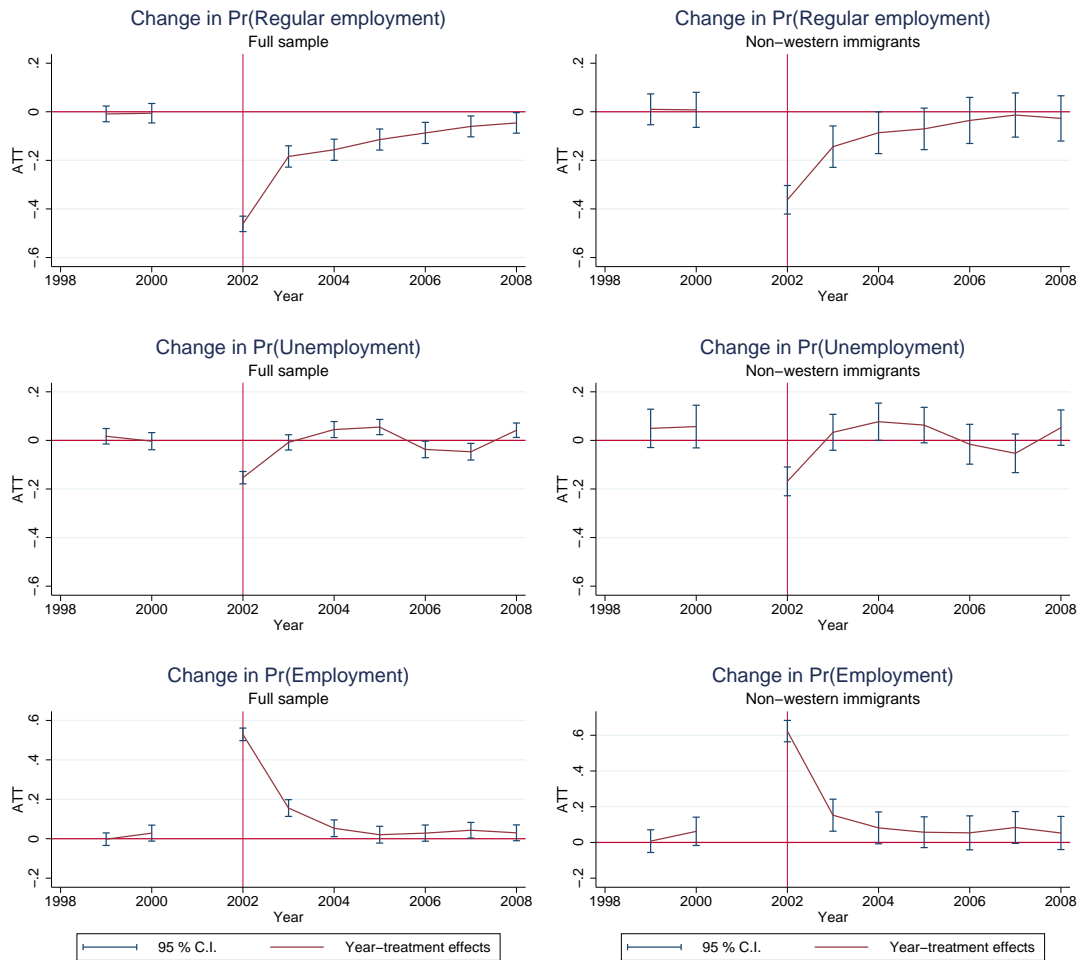 Change in Pr(Regular employment)
Full sample
ATT
.2
0
-.2
-.4
-.6
1998 2000 2002 2004 2006 2008
Year
Change in Pr(Regular employment)
Non-western immigrants
ATT
.2
0
-.2
-.4
-.6
1998 2000 2002 2004 2006 2008
Year
Change in Pr(Unemployment)
Full sample
ATT
.2
0
-.2
-.4
-.6
1998 2000 2002 2004 2006 2008
Year
Change in Pr(Unemployment)
Non-western immigrants
ATT
.2
0
-.2
-.4
-.6
1998 2000 2002 2004 2006 2008
Year
Change in Pr(Employment)
Full sample
ATT
.6
.4
.2
0
-.2
1998 2000 2002 2004 2006 2008
Year
Change in Pr(Employment)
Non-western immigrants
ATT
.6
.4
.2
0
-.2
1998 2000 2002 2004 2006 2008
Year
95 % C.I. Year-treatment effects
95 % C.I. Year-treatment effects